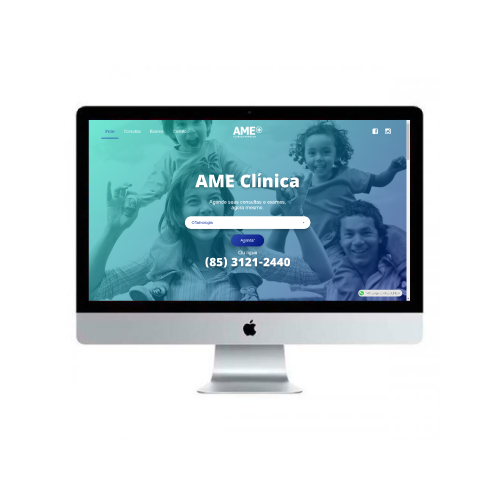 Início Consultas Exames Contato
AME
AME Clínica
Agende suas consultas e exames,
agora mesmo.
Oftalmologia
Agendar
Ou ligue
(85) 3121-2440